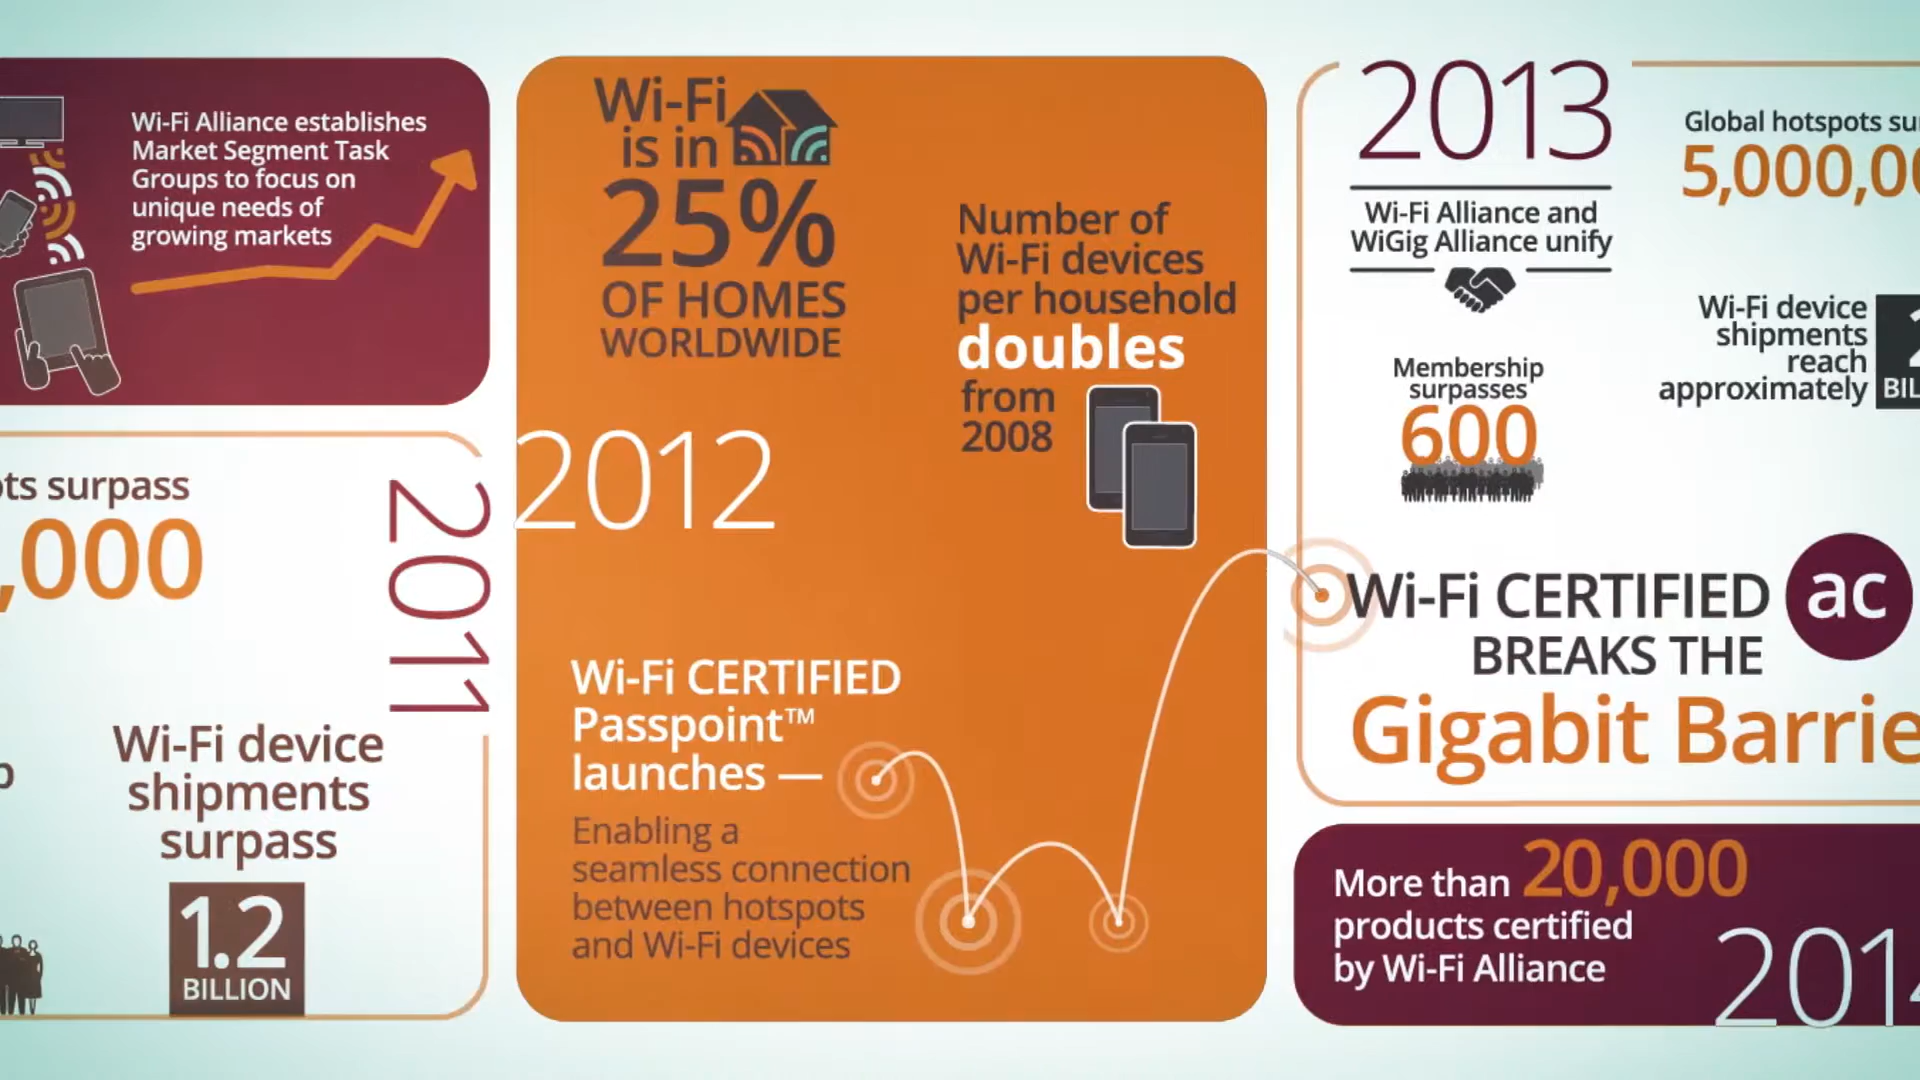 Wi-Fi Alliance establishes
Market Segment Task
Groups to focus on
unique needs of
growing markets
surpass
,000
2011
Wi-Fi device
shipments
surpass
1.2
BILLION
Wi-Fi
is in
25%
OF HOMES
WORLDWIDE
Number of
Wi-Fi devices
per household
doubles
from
2008
2012
Wi-Fi CERTIFIED
Passpoint™
launches —
Enabling a
seamless connection
between hotspots
and Wi-Fi devices
2013
Wi-Fi Alliance and
WiGig Alliance unify
Membership
surpasses
600
Global hotspots
5,000,0
Wi-Fi device
shipments
reach
approximately
Wi-Fi CERTIFIED ac
BREAKS THE
Gigabit Barrie
More than 20,000
products certified
by Wi-Fi Alliance
201